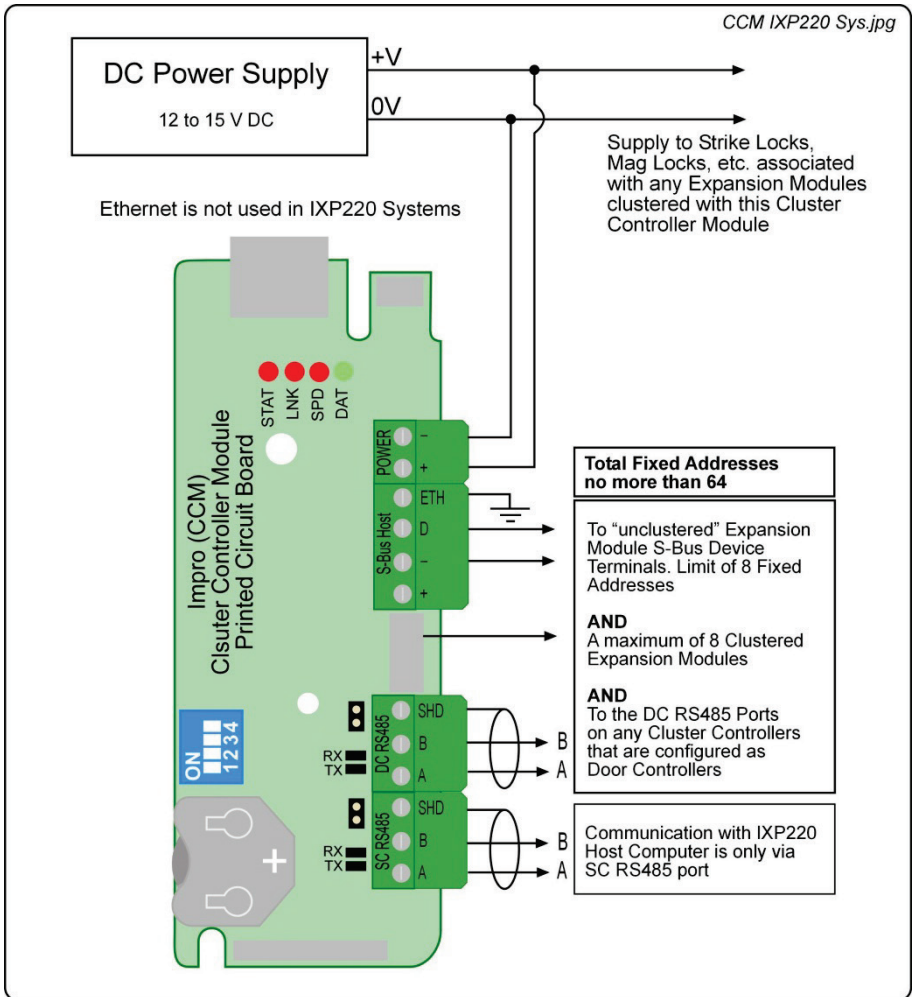 CCM IXP220 Sys.jpg
DC Power Supply
12 to 15 V DC
+V
0V
Supply to Strike Locks,
Mag Locks, etc. associated
with any Expansion Modules
clustered with this Cluster
Controller Module
Ethernet is not used in IXP220 Systems
STAT
LNK
SPD
DAT
Impro (CCM)
Clsuter Controller Module
Printed Circuit Board
POWER
–
+
S-Bus Host
ETH
D
–
+
Total Fixed Addresses
no more than 64
To “unclustered” Expansion
Module S-Bus Device
Terminals. Limit of 8 Fixed
Addresses
AND
A maximum of 8 Clustered
Expansion Modules
AND
To the DC RS485 Ports
on any Cluster Controllers
that are configured as
Door Controllers
ON
1 2 3 4
RX
TX
DC RS485
SHD
B
A
B
A
RX
TX
SC RS485
SHD
B
A
B
A
Communication with IXP220
Host Computer is only via
SC RS485 port
+